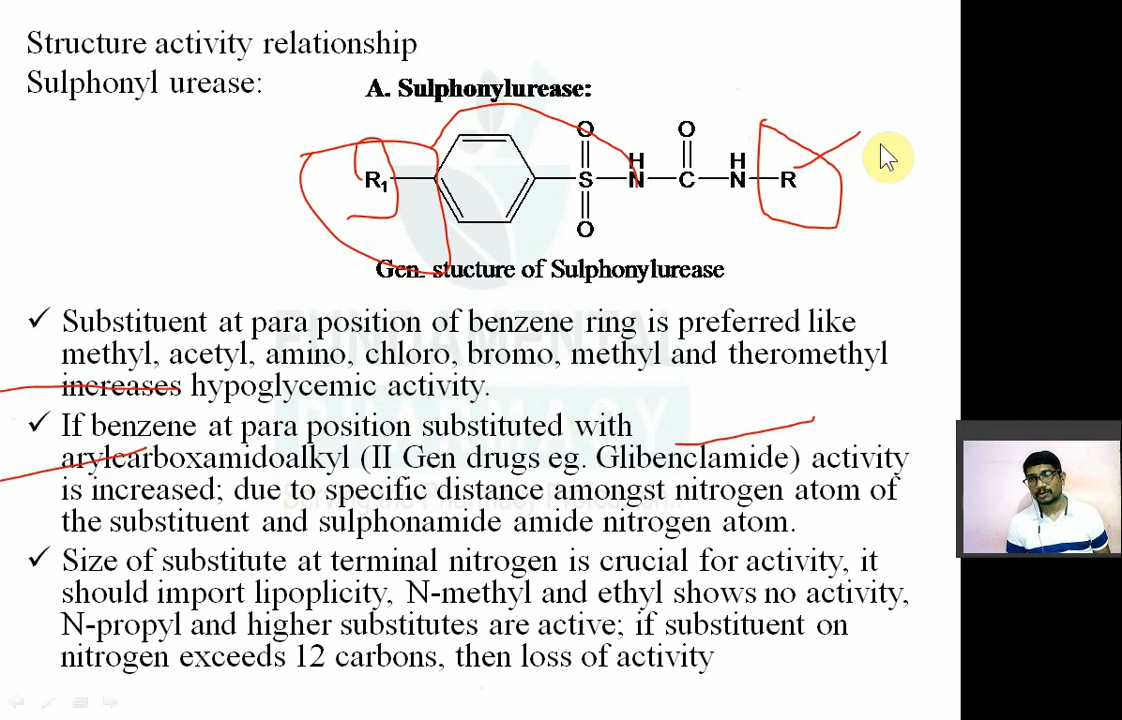 Structure activity relationship
Sulphonyl urease:
A. Sulphonylurease:
O O
H H
R1 S N C N R
O
Gen. stucture of Sulphonylurease
✓ Substituent at para position of benzene ring is preferred like
methyl, acetyl, amino, chloro, bromo, methyl and theromethyl
increases hypoglycemic activity.
✓ If benzene at para position substituted with
arylcarboxamidoalkyl (II Gen drugs eg. Glibenclamide) activity
is increased; due to specific distance amongst nitrogen atom of
the substituent and sulphonamide amide nitrogen atom.
✓ Size of substitute at terminal nitrogen is crucial for activity, it
should import lipoplicity, N-methyl and ethyl shows no activity,
N-propyl and higher substitutes are active; if substituent on
nitrogen exceeds 12 carbons, then loss of activity
FUNDAMENTAL
PHARMACY